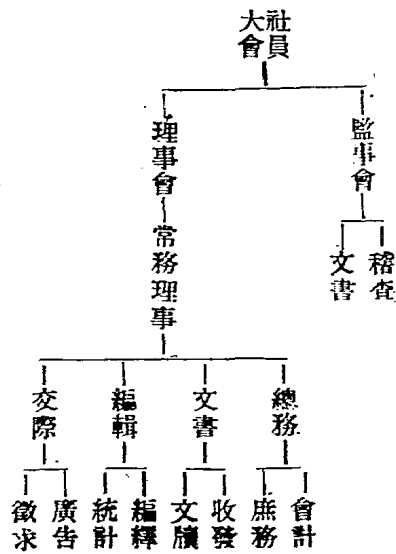 社員大會
監事會
稽查
文書
理事會
常務理事
總務
文書
編輯
交際
會計
庶務
收發
文牘
編釋
統計
廣告
徵求